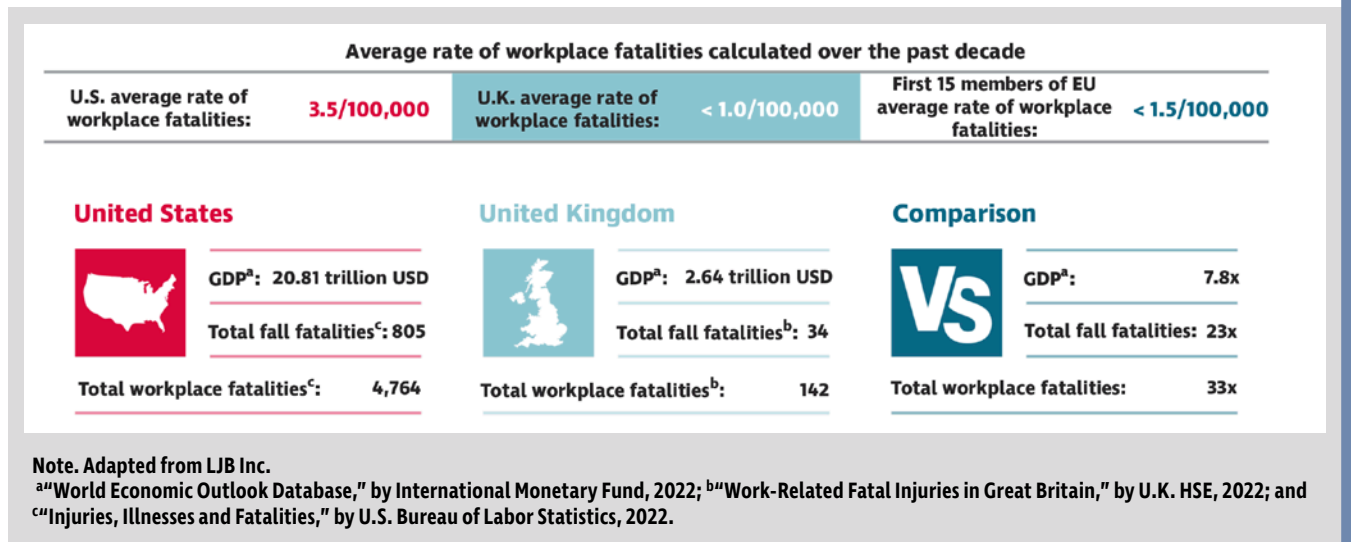 Average rate of workplace fatalities calculated over the past decade
U.S. average rate of
workplace fatalities:
3.5/100,000
U.K. average rate of
workplace fatalities:
< 1.0/100,000
First 15 members of EU
average rate of workplace
fatalities:
< 1.5/100,000
United States
GDPᵃ: 20.81 trillion USD
Total fall fatalitiesᶜ: 805
Total workplace fatalitiesᶜ: 4,764
United Kingdom
GDPᵃ: 2.64 trillion USD
Total fall fatalitiesᵇ: 34
Total workplace fatalitiesᵇ: 142
Comparison
VS
GDPᵃ: 7.8x
Total fall fatalities: 23x
Total workplace fatalities: 33x
Note. Adapted from LJB Inc.
ᵃ“World Economic Outlook Database,” by International Monetary Fund, 2022; ᵇ“Work-Related Fatal Injuries in Great Britain,” by U.K. HSE, 2022; and
ᶜ“Injuries, Illnesses and Fatalities,” by U.S. Bureau of Labor Statistics, 2022.